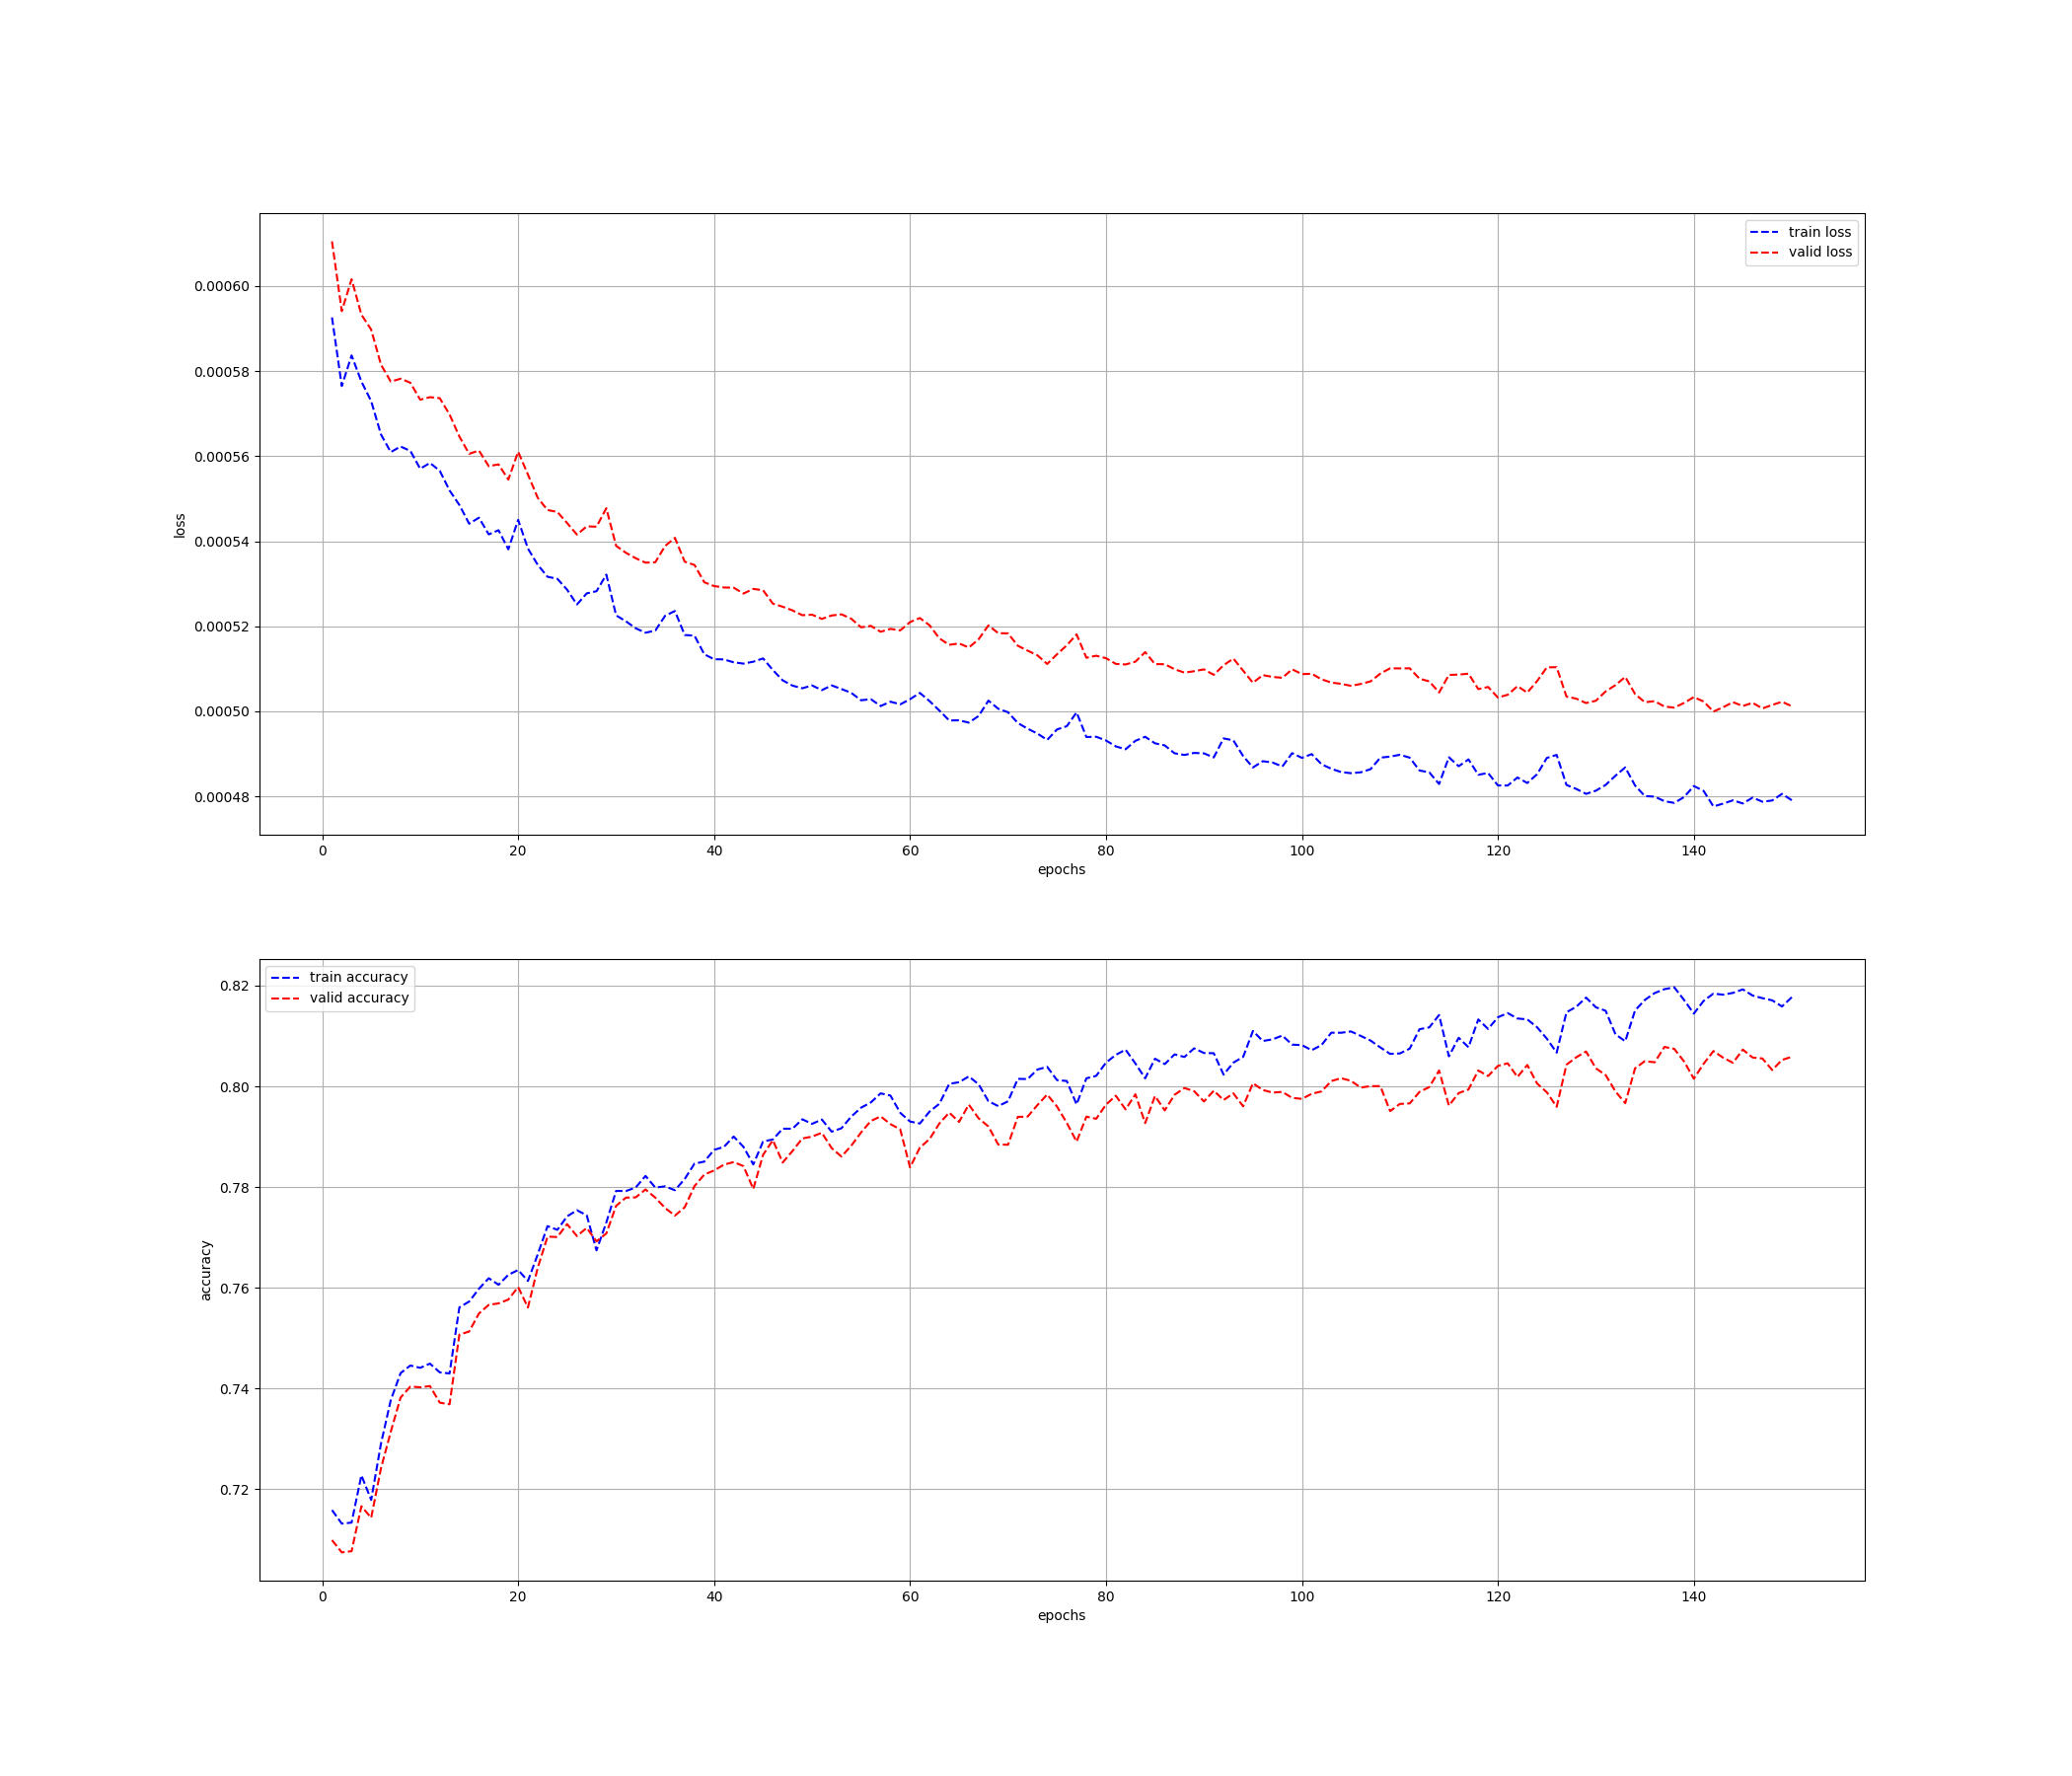 train loss
valid loss
0.00060
0.00058
0.00056
0.00054
0.00052
0.00050
0.00048
loss
0 20 40 60 80 100 120 140
epochs
train accuracy
valid accuracy
0.82
0.80
0.78
0.76
0.74
0.72
accuracy
0 20 40 60 80 100 120 140
epochs